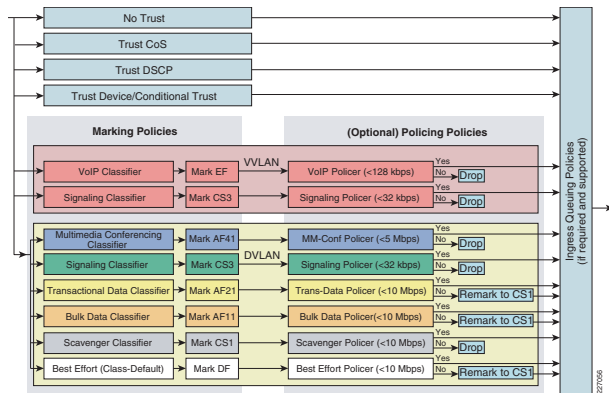 No Trust
Trust CoS
Trust DSCP
Trust Device/Conditional Trust
Marking Policies
(Optional) Policing Policies
VVLAN
VoIP Classifier
Mark EF
VoIP Policer (<128 kbps)
Yes
No
Drop
Signaling Classifier
Mark CS3
Signaling Policer (<32 kbps)
Yes
No
Drop
Multimedia Conferencing
Classifier
Mark AF41
MM-Conf Policer (<5 Mbps)
Yes
No
Drop
DVLAN
Signaling Classifier
Mark CS3
Signaling Policer (<32 kbps)
Yes
No
Drop
Transactional Data Classifier
Mark AF21
Trans-Data Policer (<10 Mbps)
Yes
No
Remark to CS1
Bulk Data Classifier
Mark AF11
Bulk Data Policer(<10 Mbps)
Yes
No
Remark to CS1
Scavenger Classifier
Mark CS1
Scavenger Policer (<10 Mbps)
Yes
No
Drop
Best Effort (Class-Default)
Mark DF
Best Effort Policer (<10 Mbps)
Yes
No
Remark to CS1
Ingress Queuing Policies
(if required and supported)
227056